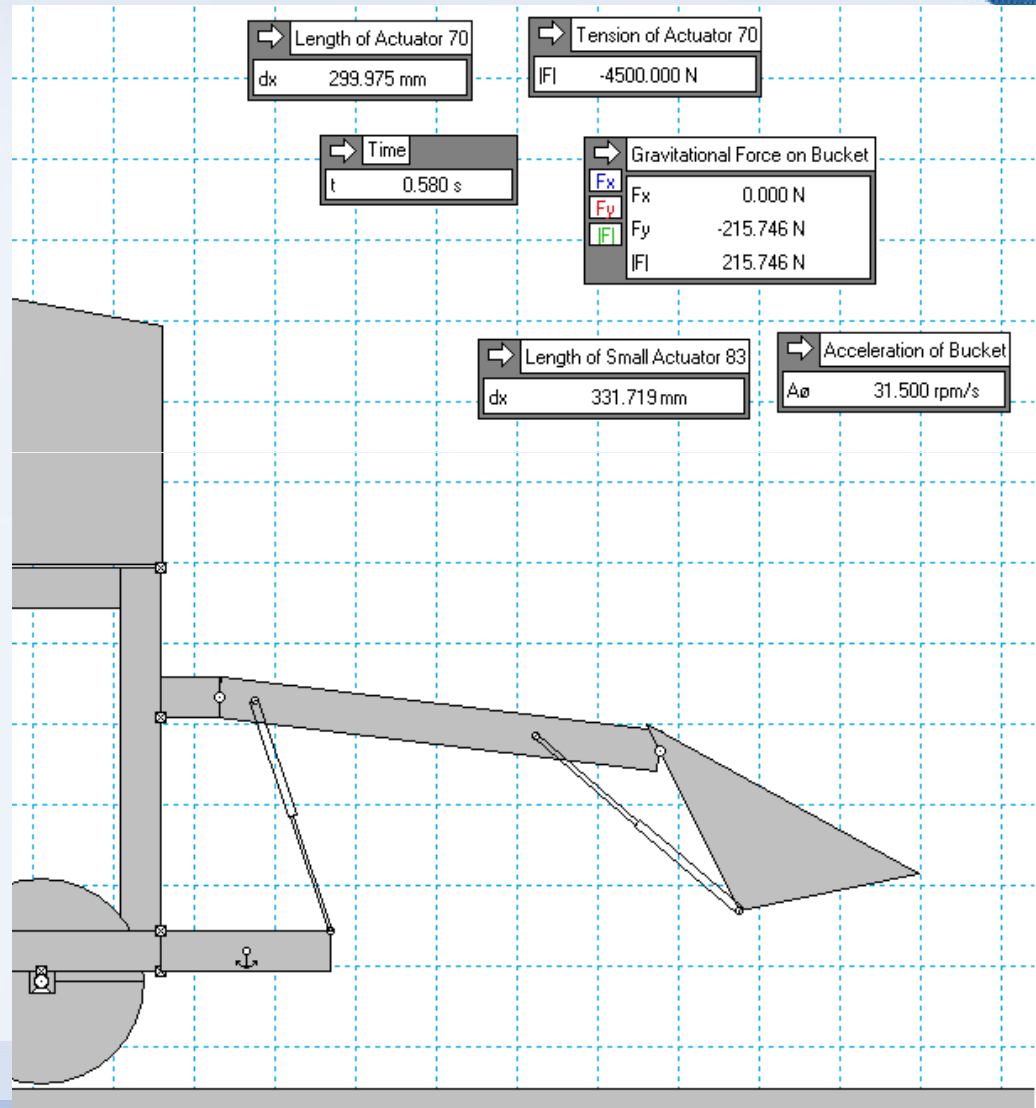 Length of Actuator 70
dx 299.975 mm
Tension of Actuator 70
|F| -4500.000 N
Time
t 0.580 s
Gravitational Force on Bucket
Fx
Fy
|F|
Fx 0.000 N
Fy -215.746 N
|F| 215.746 N
Length of Small Actuator 83
dx 331.719 mm
Acceleration of Bucket
Aø 31.500 rpm/s